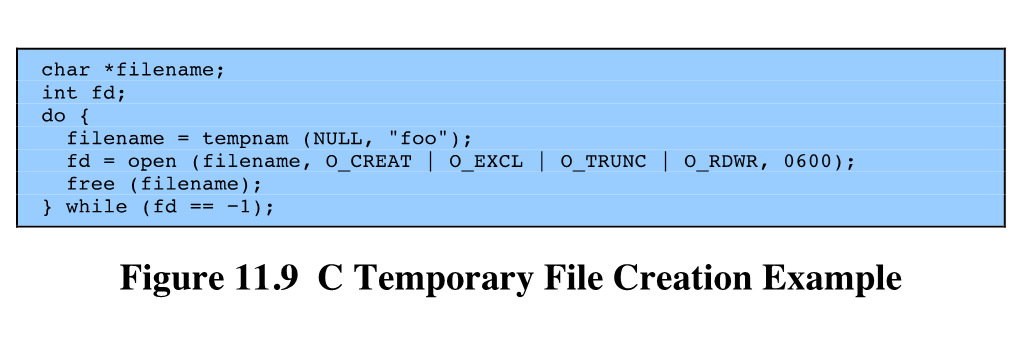 char *filename;
int fd;
do {
  filename = tempnam (NULL, "foo");
  fd = open (filename, O_CREAT | O_EXCL | O_TRUNC | O_RDWR, 0600);
  free (filename);
} while (fd == -1);
Figure 11.9  C Temporary File Creation Example